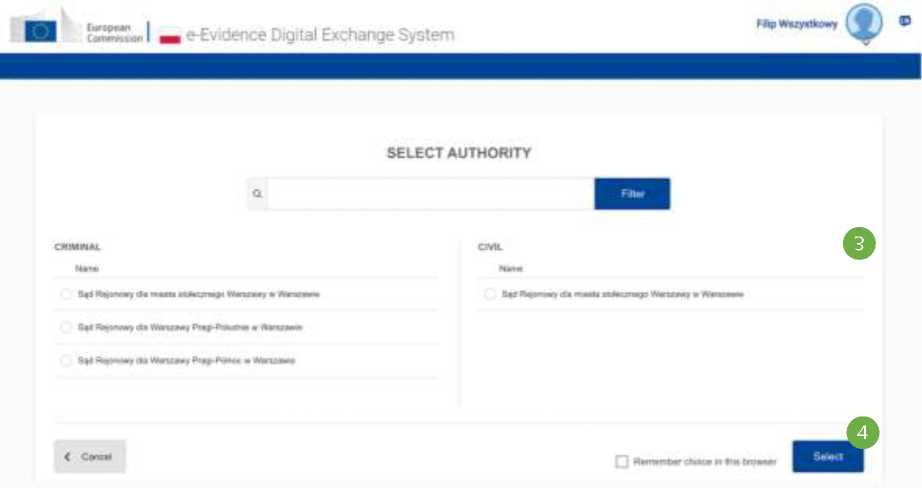 European
Commission
e-Evidence Digital Exchange System
Filip Wszystkowy
EN
SELECT AUTHORITY
Filter
CRIMINAL
Name
Sąd Rejonowy dla miasta stołecznego Warszawy w Warszawie
Sąd Rejonowy dla Warszawy Pragi-Południe w Warszawie
Sąd Rejonowy dla Warszawy Pragi-Północ w Warszawie
CIVIL
3
Name
Sąd Rejonowy dla miasta stołecznego Warszawy w Warszawie
4
Cancel
Remember choice in this browser
Select